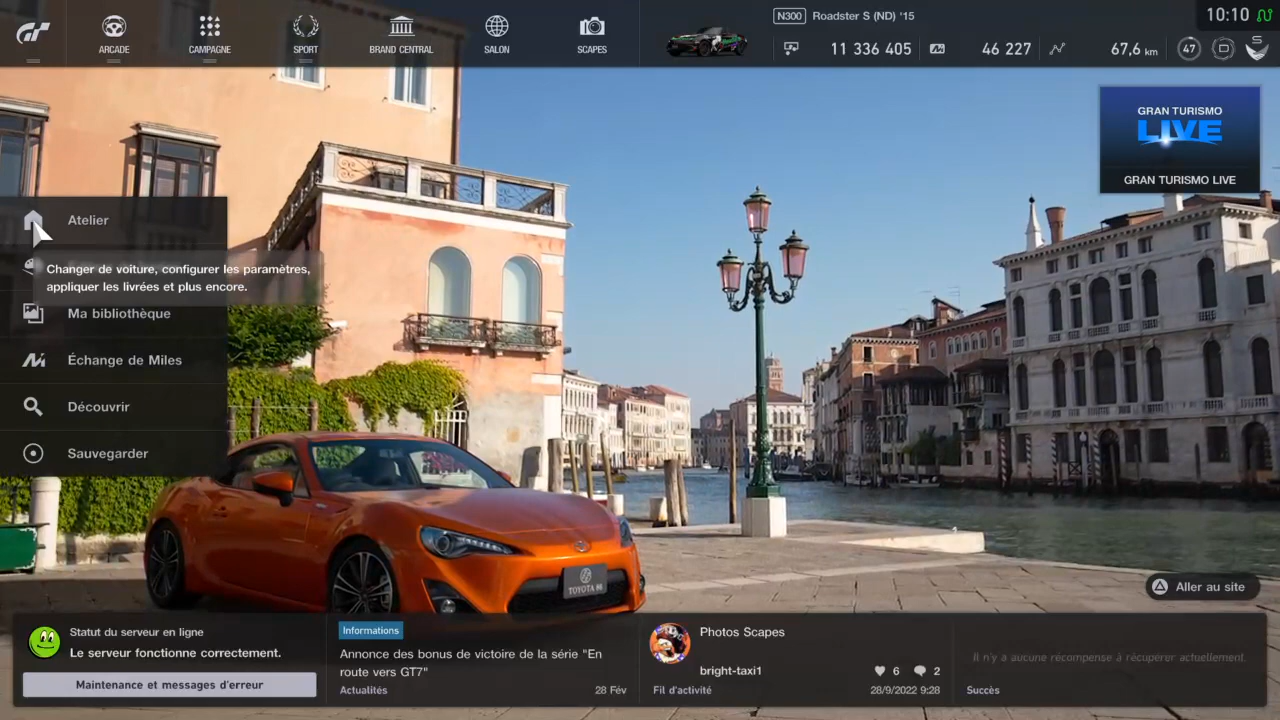 ARCADE
CAMPAGNE
SPORT
BRAND CENTRAL
SALON
SCAPES
N300 Roadster S (ND) '15
10:10
11 336 405
46 227
67,6 km
47
S
GRAN TURISMO
LIVE
GRAN TURISMO LIVE
Atelier
Changer de voiture, configurer les paramètres,
appliquer les livrées et plus encore.
Ma bibliothèque
Échange de Miles
Découvrir
Sauvegarder
TOYOTA 86
Aller au site
Statut du serveur en ligne
Le serveur fonctionne correctement.
Maintenance et messages d'erreur
Informations
Annonce des bonus de victoire de la série "En
route vers GT7"
Actualités
28 Fév
Photos Scapes
bright-taxi1
6
2
Fil d'activité
28/9/2022 9:28
Il n'y a aucune récompense à récupérer actuellement.
Succès